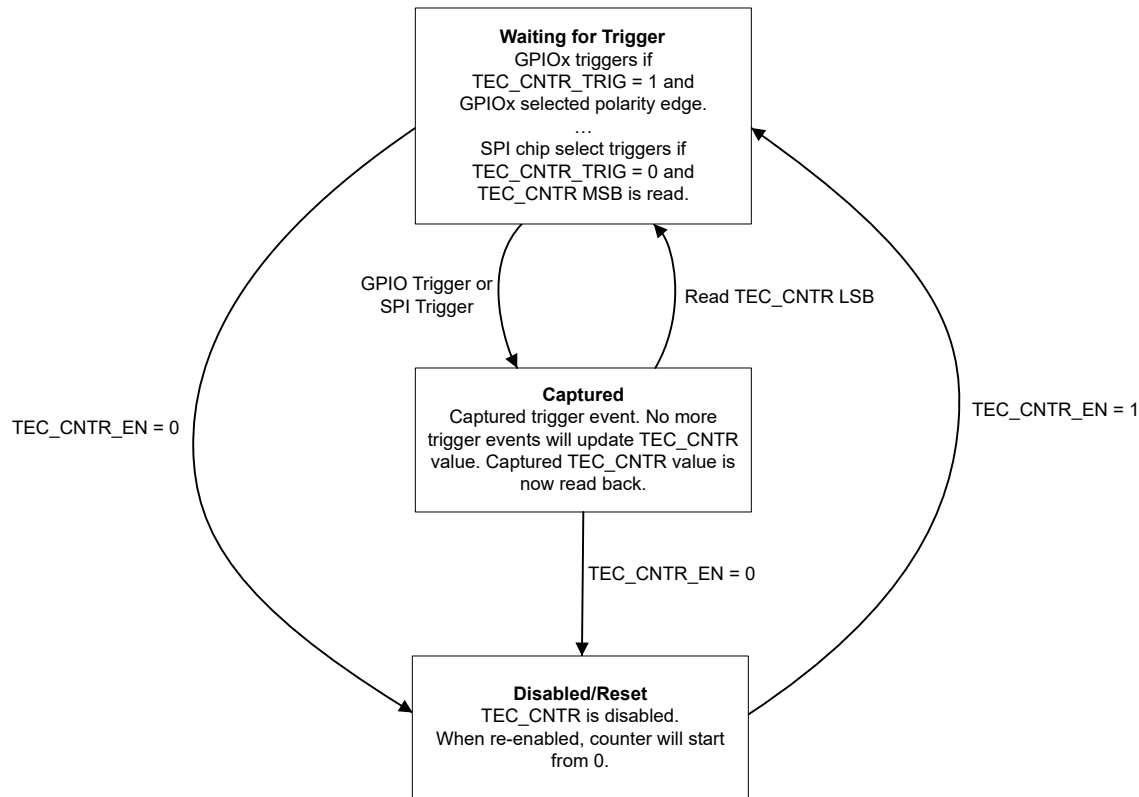 Waiting for Trigger
GPIOx triggers if
TEC_CNTR_TRIG = 1 and
GPIOx selected polarity edge.
…
SPI chip select triggers if
TEC_CNTR_TRIG = 0 and
TEC_CNTR MSB is read.
GPIO Trigger or
SPI Trigger
Read TEC_CNTR LSB
TEC_CNTR_EN = 0
Captured
Captured trigger event. No more
trigger events will update TEC_CNTR
value. Captured TEC_CNTR value is
now read back.
TEC_CNTR_EN = 1
TEC_CNTR_EN = 0
Disabled/Reset
TEC_CNTR is disabled.
When re-enabled, counter will start
from 0.